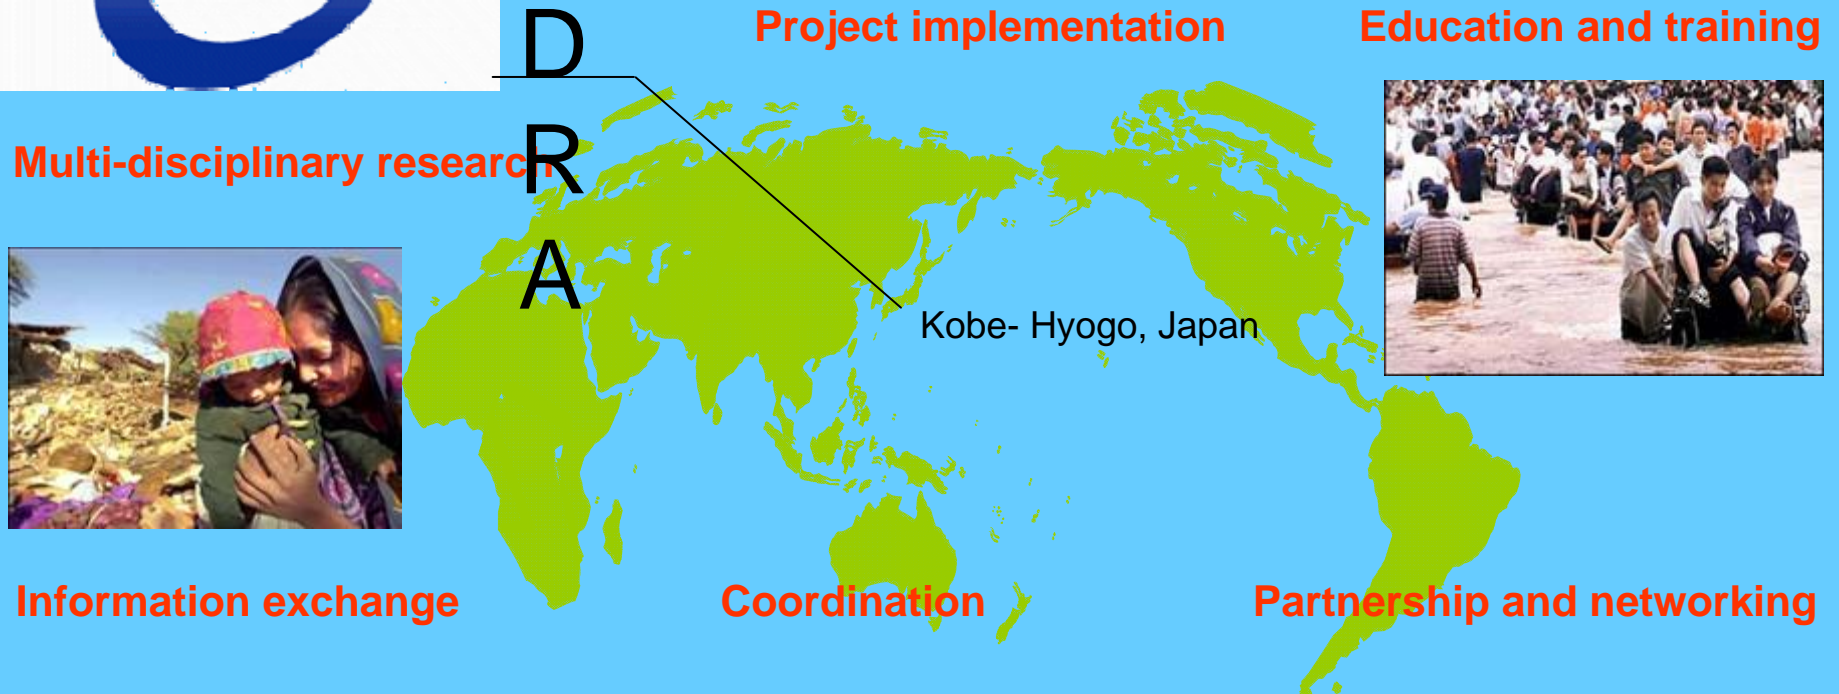 D
R
A
Project implementation
Education and training
Multi-disciplinary research
Kobe- Hyogo, Japan
Information exchange
Coordination
Partnership and networking